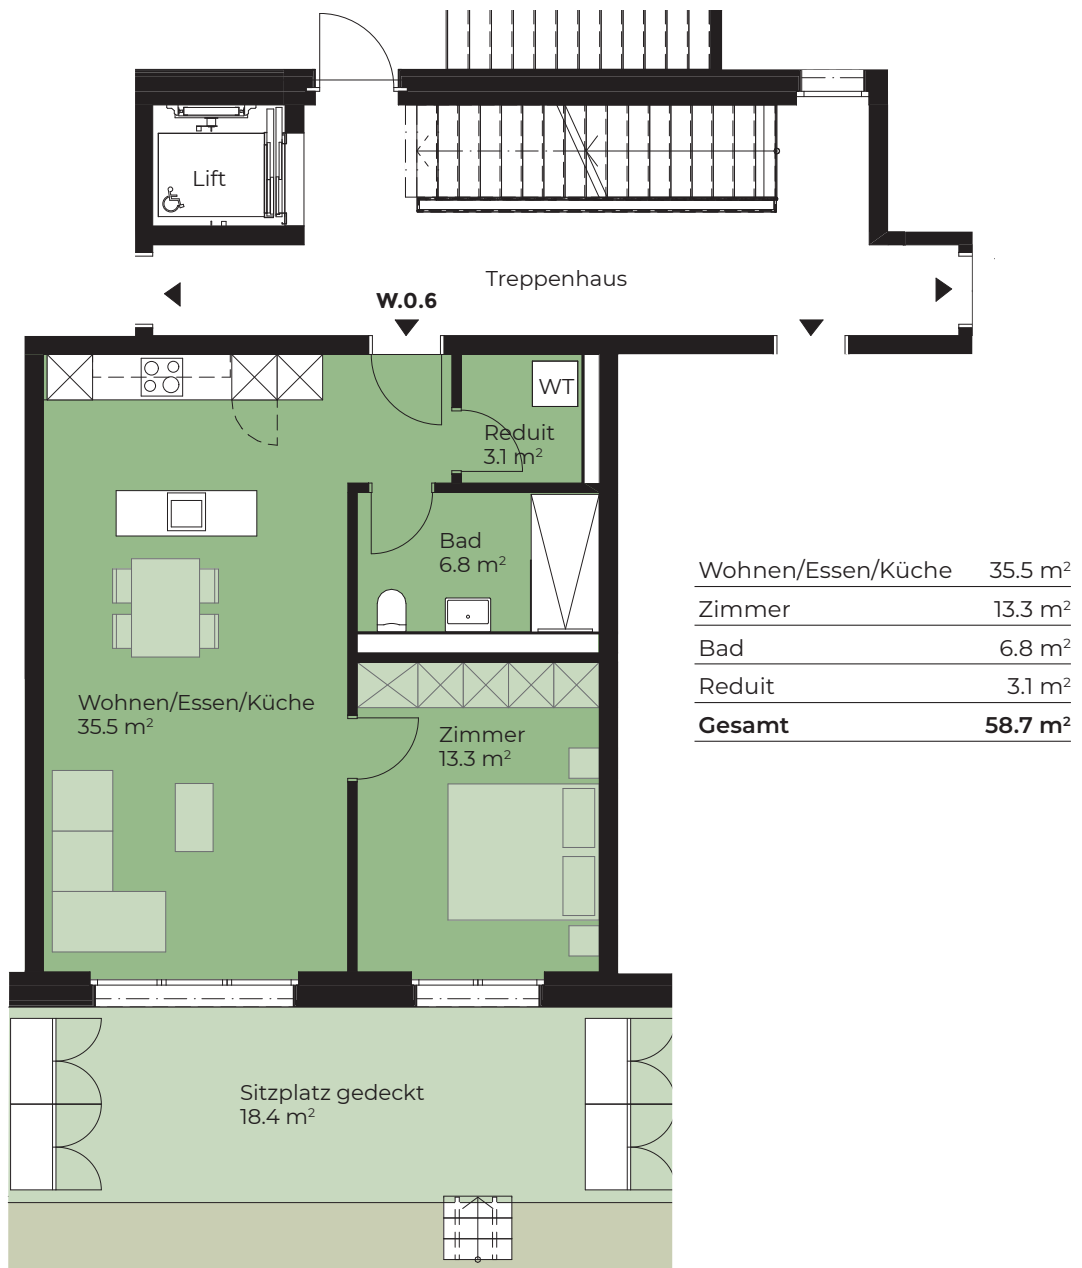 Lift
Treppenhaus
W.0.6
WT
Reduit
3.1 m²
Bad
6.8 m²
Wohnen/Essen/Küche 35.5 m²
Zimmer 13.3 m²
Bad 6.8 m²
Reduit 3.1 m²
Gesamt 58.7 m²
Wohnen/Essen/Küche
35.5 m²
Zimmer
13.3 m²
Sitzplatz gedeckt
18.4 m²